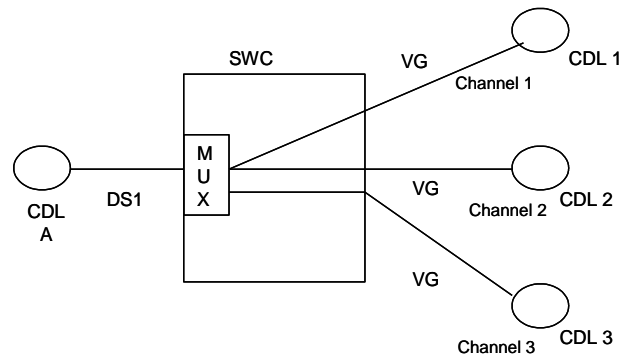 SWC
VG
CDL 1
Channel 1
M
U
X
DS1
CDL
A
VG
Channel 2
CDL 2
VG
Channel 3
CDL 3